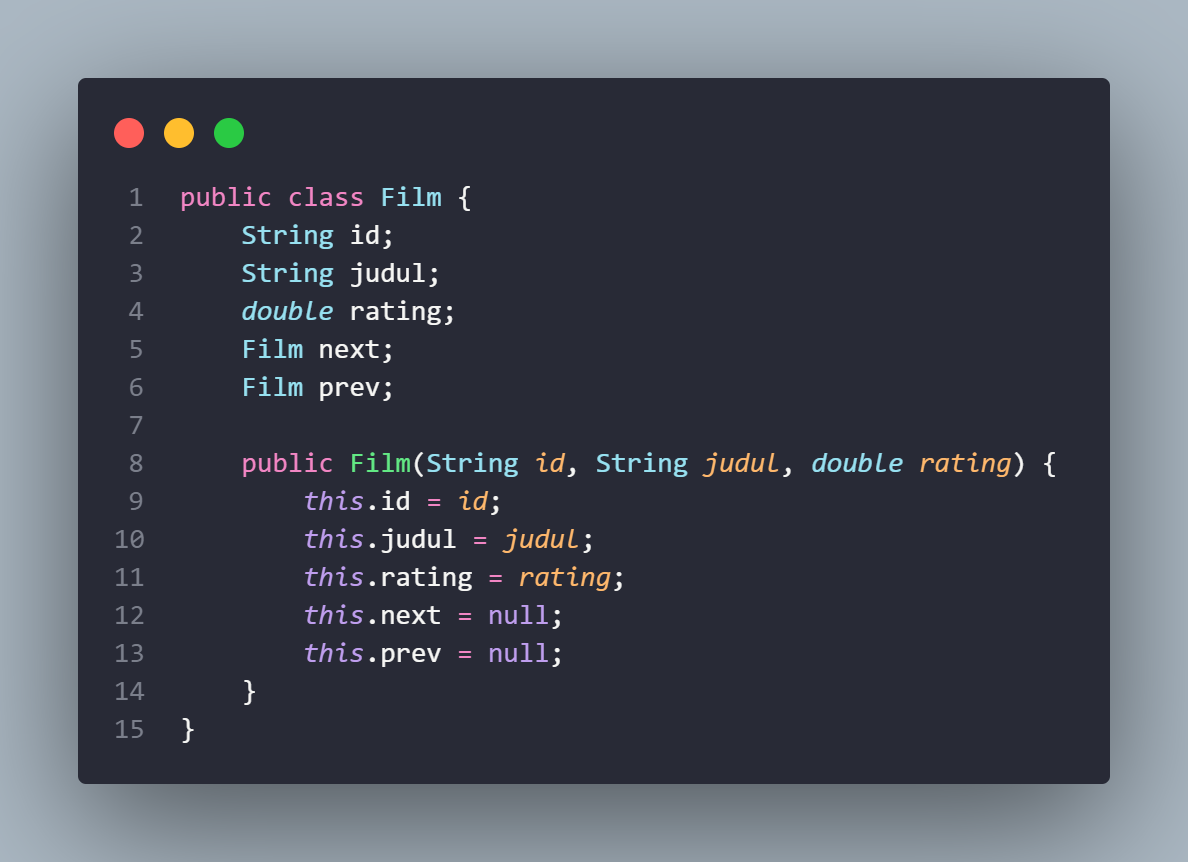 1 public class Film {
2     String id;
3     String judul;
4     double rating;
5     Film next;
6     Film prev;
7
8     public Film(String id, String judul, double rating) {
9         this.id = id;
10         this.judul = judul;
11         this.rating = rating;
12         this.next = null;
13         this.prev = null;
14     }
15 }